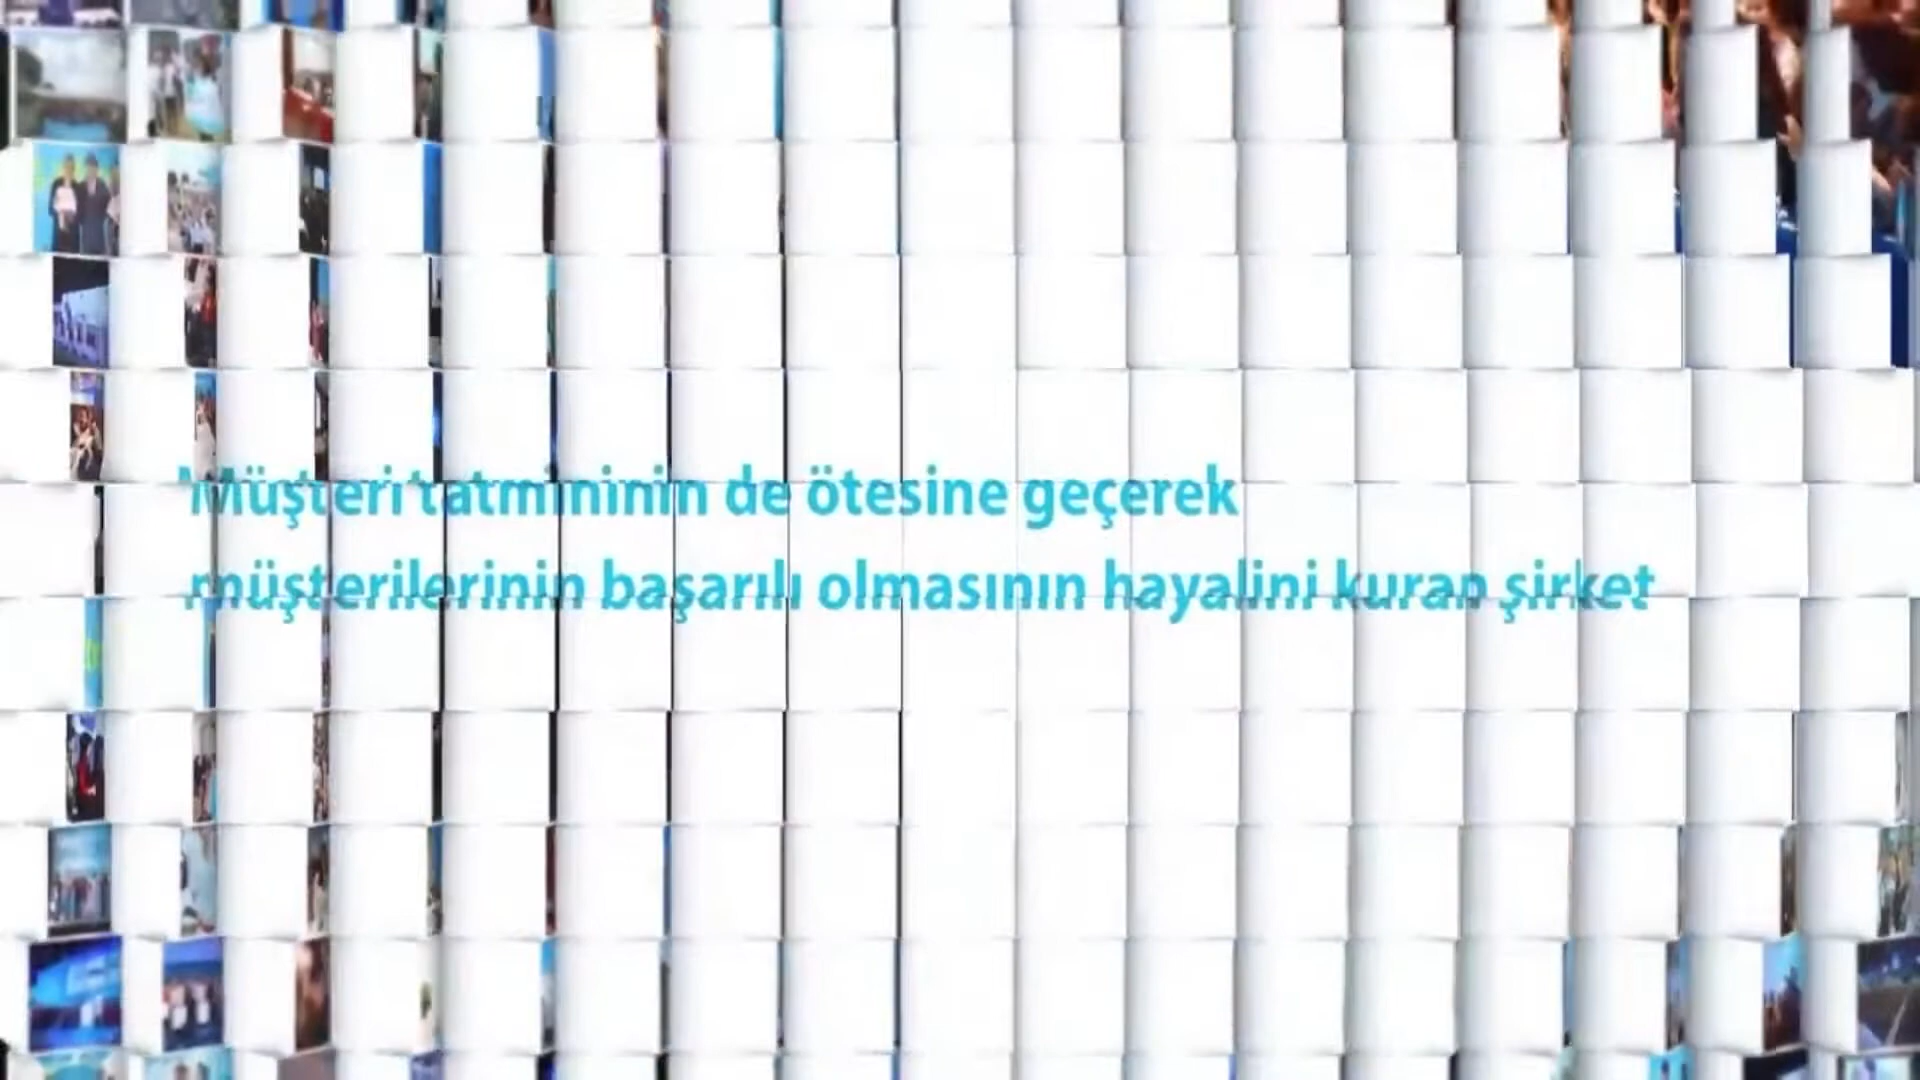 Müşteri tatmininin de ötesine geçerek
müşterilerinin başarılı olmasının hayalini kuran şirket